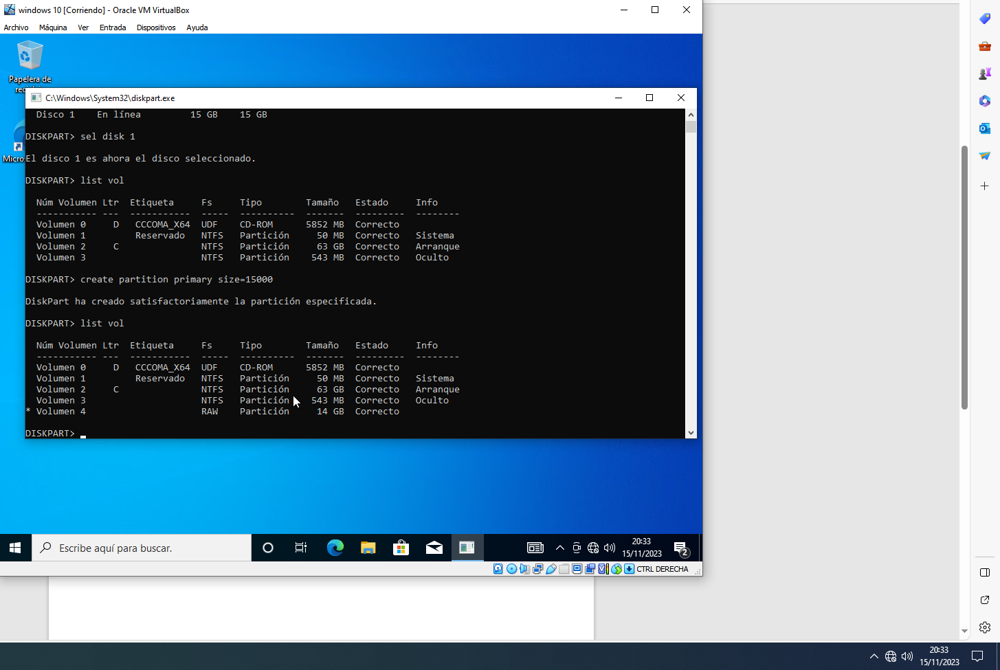 windows 10 [Corriendo] - Oracle VM VirtualBox
Archivo Máquina Ver Entrada Dispositivos Ayuda
Papelera de
C:\Windows\System32\diskpart.exe
Disco 1 En línea 15 GB 15 GB
DISKPART> sel disk 1
El disco 1 es ahora el disco seleccionado.
DISKPART> list vol
Núm Volumen Ltr Etiqueta Fs Tipo Tamaño Estado Info
----------- --- ----------- ----- ---------- ------- --------- --------
Volumen 0 D CCCOMA_X64 UDF CD-ROM 5852 MB Correcto
Volumen 1 Reservado NTFS Partición 50 MB Correcto Sistema
Volumen 2 C NTFS Partición 63 GB Correcto Arranque
Volumen 3 NTFS Partición 543 MB Correcto Oculto
DISKPART> create partition primary size=15000
DiskPart ha creado satisfactoriamente la partición especificada.
DISKPART> list vol
Núm Volumen Ltr Etiqueta Fs Tipo Tamaño Estado Info
----------- --- ----------- ----- ---------- ------- --------- --------
Volumen 0 D CCCOMA_X64 UDF CD-ROM 5852 MB Correcto
Volumen 1 Reservado NTFS Partición 50 MB Correcto Sistema
Volumen 2 C NTFS Partición 63 GB Correcto Arranque
Volumen 3 NTFS Partición 543 MB Correcto Oculto
* Volumen 4 RAW Partición 14 GB Correcto
DISKPART>
Micro
Escribe aquí para buscar.
20:33
15/11/2023
2
CTRL DERECHA
20:33
15/11/2023